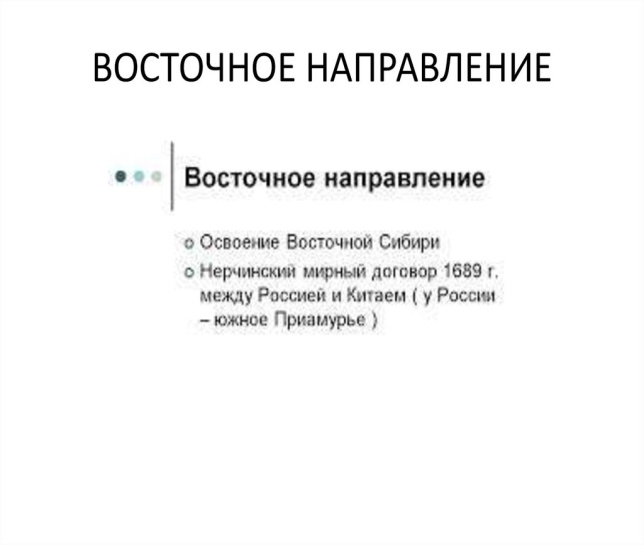 ВОСТОЧНОЕ НАПРАВЛЕНИЕ
Восточное направление
Освоение Восточной Сибири
Нерчинский мирный договор 1689 г.
между Россией и Китаем ( у России
– южное Приамурье )